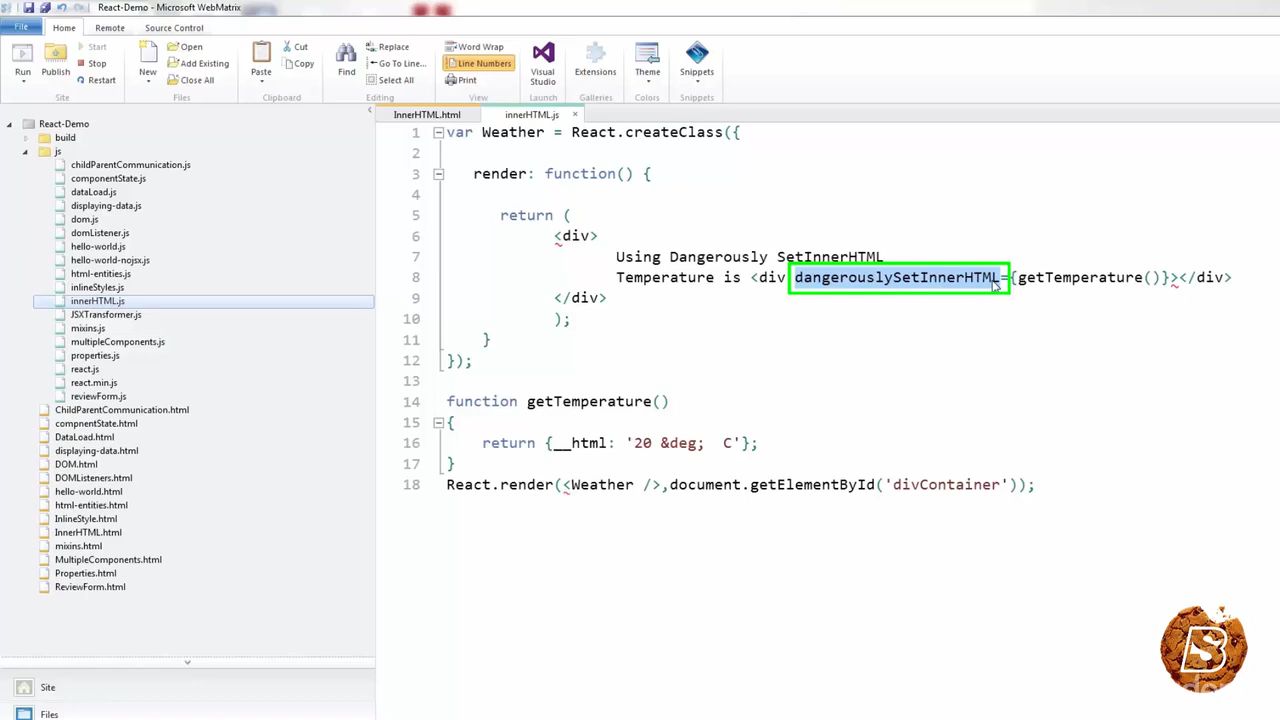 React-Demo - Microsoft WebMatrix
File Home Remote Source Control
Run Publish Start Stop Restart Site
New Open Add Existing Close All Files
Paste Cut Copy Clipboard
Find Replace Go To Line... Select All Editing
Word Wrap Line Numbers Print View
Visual Studio Launch
Extensions Galleries
Theme Colors
Snippets Snippets
InnerHTML.html innerHTML.js
React-Demo
build
js
childParentCommunication.js
componentState.js
dataLoad.js
displaying-data.js
dom.js
domListener.js
hello-world.js
hello-world-nojsx.js
html-entities.js
inlineStyles.js
innerHTML.js
JSXTransformer.js
mixins.js
multipleComponents.js
properties.js
react.js
react.min.js
reviewForm.js
ChildParentCommunication.html
compnentState.html
DataLoad.html
displaying-data.html
DOM.html
DOMListeners.html
hello-world.html
html-entities.html
InlineStyle.html
InnerHTML.html
mixins.html
MultipleComponents.html
Properties.html
ReviewForm.html
Site
Files
1 var Weather = React.createClass({
2
3 render: function() {
4
5 return (
6 <div>
7 Using Dangerously SetInnerHTML
8 Temperature is <div dangerouslySetInnerHTML={getTemperature()}></div>
9 </div>
10 );
11 }
12 });
13
14 function getTemperature()
15 {
16 return {__html: '20 &deg; C'};
17 }
18 React.render(<Weather />,document.getElementById('divContainer'));
B